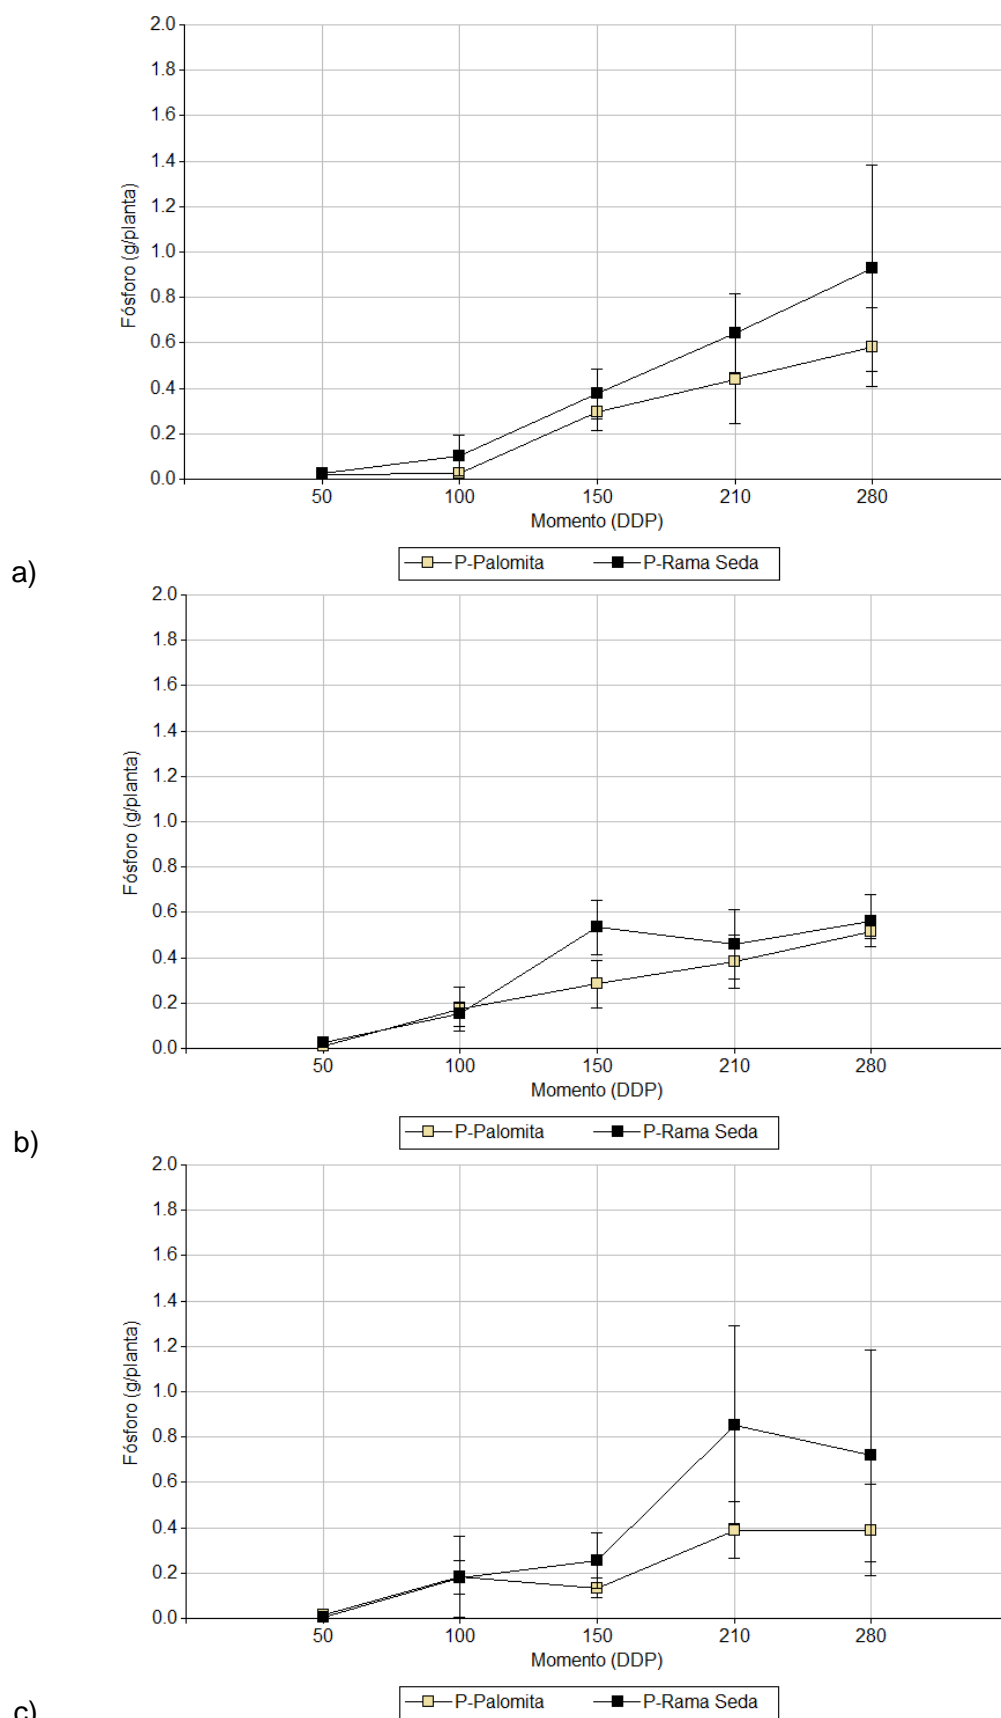 2.0
1.8
1.6
1.4
1.2
1.0
0.8
0.6
0.4
0.2
0.0
Fósforo (g/planta)
50 100 150 210 280
Momento (DDP)
P-Palomita P-Rama Seda
a)
2.0
1.8
1.6
1.4
1.2
1.0
0.8
0.6
0.4
0.2
0.0
Fósforo (g/planta)
50 100 150 210 280
Momento (DDP)
P-Palomita P-Rama Seda
b)
2.0
1.8
1.6
1.4
1.2
1.0
0.8
0.6
0.4
0.2
0.0
Fósforo (g/planta)
50 100 150 210 280
Momento (DDP)
P-Palomita P-Rama Seda
c)